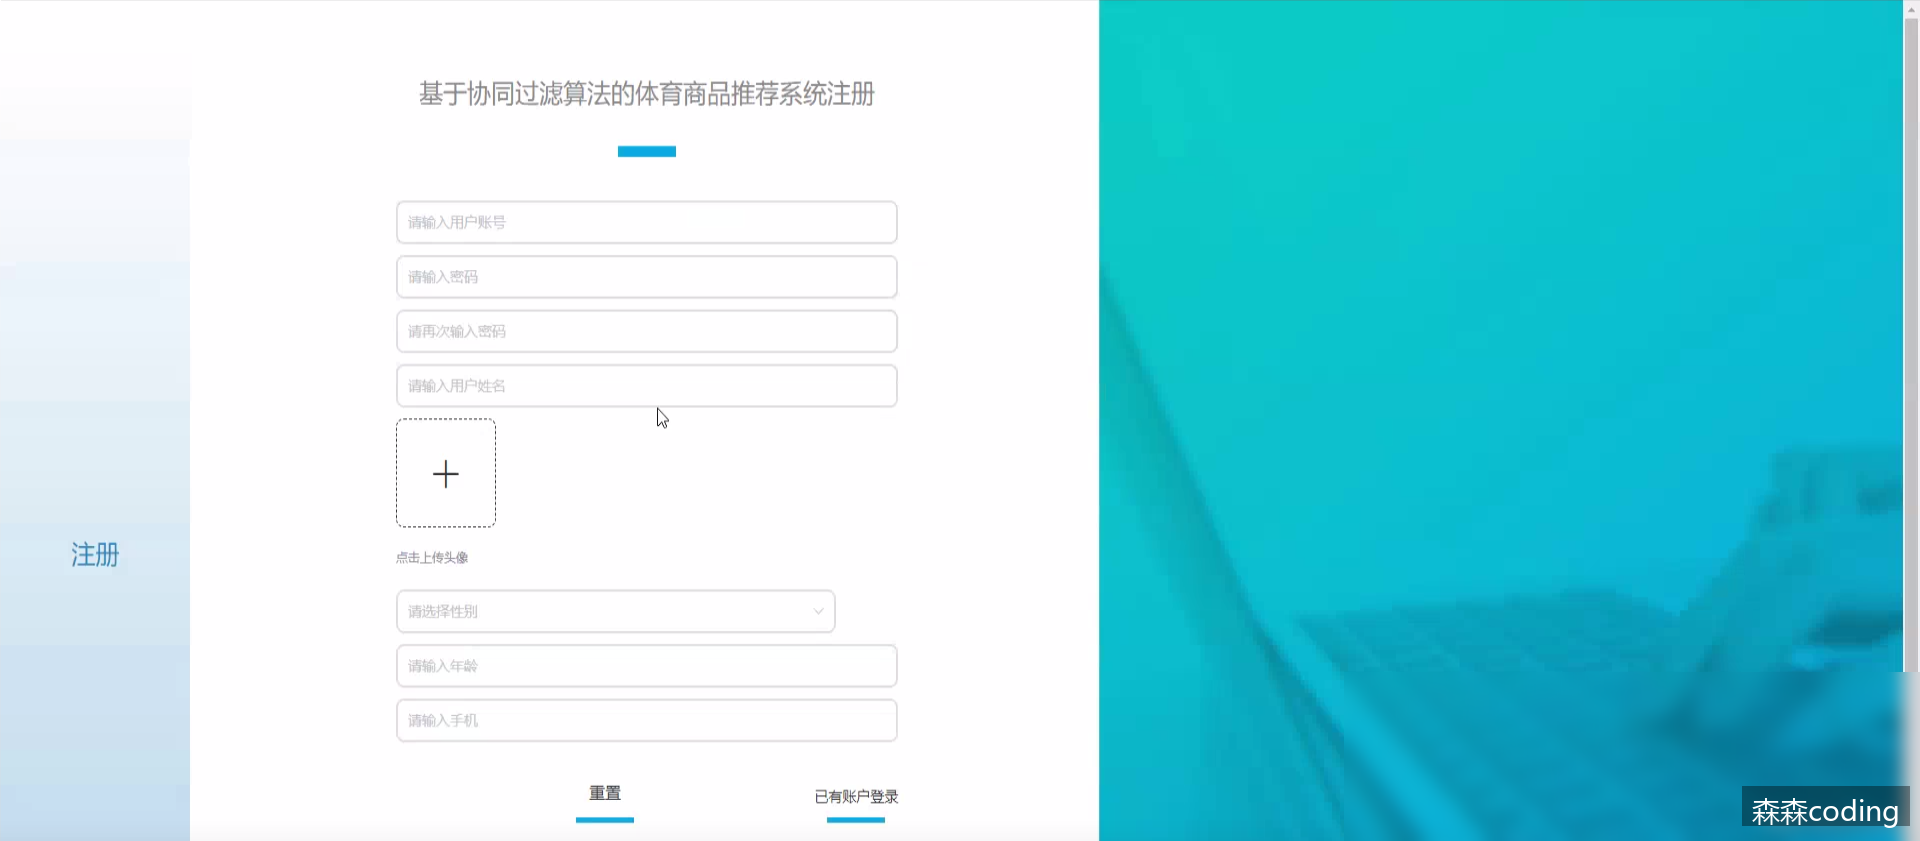 基于协同过滤算法的体育商品推荐系统注册
请输入用户账号
请输入密码
请再次输入密码
请输入用户姓名
点击上传头像
注册
请选择性别
请输入年龄
请输入手机
重置
已有账户登录
森森coding